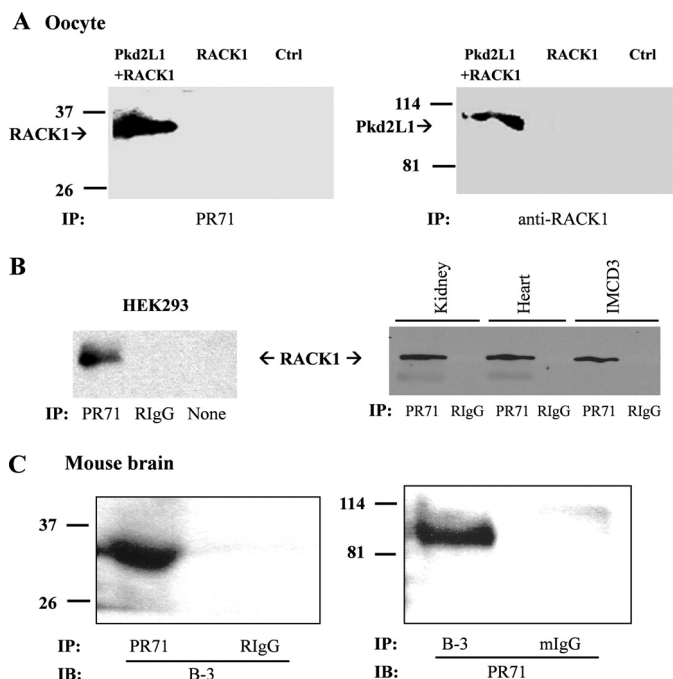 A Oocyte
Pkd2L1 +RACK1 RACK1 Ctrl
37
RACK1→
26
IP: PR71
Pkd2L1 +RACK1 RACK1 Ctrl
114
Pkd2L1→
81
IP: anti-RACK1
B
HEK293
← RACK1 →
IP: PR71 RIgG None
Kidney Heart IMCD3
IP: PR71 RIgG PR71 RIgG PR71 RIgG
C Mouse brain
37
26
IP: PR71 RIgG
IB: B-3
114
81
IP: B-3 mIgG
IB: PR71